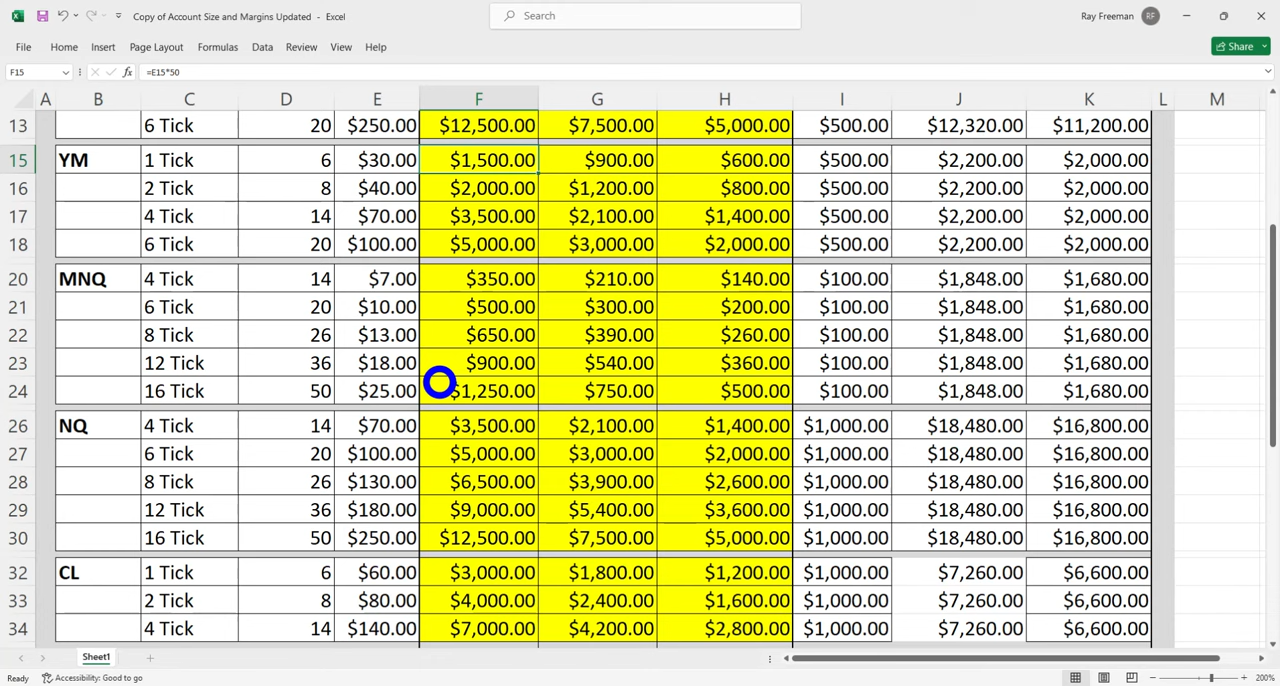 Copy of Account Size and Margins Updated - Excel
Search
Ray Freeman RF
File Home Insert Page Layout Formulas Data Review View Help Share
F15 fx =E15*50
A B C D E F G H I J K L M
13 6 Tick 20 $250.00 $12,500.00 $7,500.00 $5,000.00 $500.00 $12,320.00 $11,200.00
15 YM 1 Tick 6 $30.00 $1,500.00 $900.00 $600.00 $500.00 $2,200.00 $2,000.00
16 2 Tick 8 $40.00 $2,000.00 $1,200.00 $800.00 $500.00 $2,200.00 $2,000.00
17 4 Tick 14 $70.00 $3,500.00 $2,100.00 $1,400.00 $500.00 $2,200.00 $2,000.00
18 6 Tick 20 $100.00 $5,000.00 $3,000.00 $2,000.00 $500.00 $2,200.00 $2,000.00
20 MNQ 4 Tick 14 $7.00 $350.00 $210.00 $140.00 $100.00 $1,848.00 $1,680.00
21 6 Tick 20 $10.00 $500.00 $300.00 $200.00 $100.00 $1,848.00 $1,680.00
22 8 Tick 26 $13.00 $650.00 $390.00 $260.00 $100.00 $1,848.00 $1,680.00
23 12 Tick 36 $18.00 $900.00 $540.00 $360.00 $100.00 $1,848.00 $1,680.00
24 16 Tick 50 $25.00 $1,250.00 $750.00 $500.00 $100.00 $1,848.00 $1,680.00
26 NQ 4 Tick 14 $70.00 $3,500.00 $2,100.00 $1,400.00 $1,000.00 $18,480.00 $16,800.00
27 6 Tick 20 $100.00 $5,000.00 $3,000.00 $2,000.00 $1,000.00 $18,480.00 $16,800.00
28 8 Tick 26 $130.00 $6,500.00 $3,900.00 $2,600.00 $1,000.00 $18,480.00 $16,800.00
29 12 Tick 36 $180.00 $9,000.00 $5,400.00 $3,600.00 $1,000.00 $18,480.00 $16,800.00
30 16 Tick 50 $250.00 $12,500.00 $7,500.00 $5,000.00 $1,000.00 $18,480.00 $16,800.00
32 CL 1 Tick 6 $60.00 $3,000.00 $1,800.00 $1,200.00 $1,000.00 $7,260.00 $6,600.00
33 2 Tick 8 $80.00 $4,000.00 $2,400.00 $1,600.00 $1,000.00 $7,260.00 $6,600.00
34 4 Tick 14 $140.00 $7,000.00 $4,200.00 $2,800.00 $1,000.00 $7,260.00 $6,600.00
Sheet1
Ready Accessibility: Good to go 200%